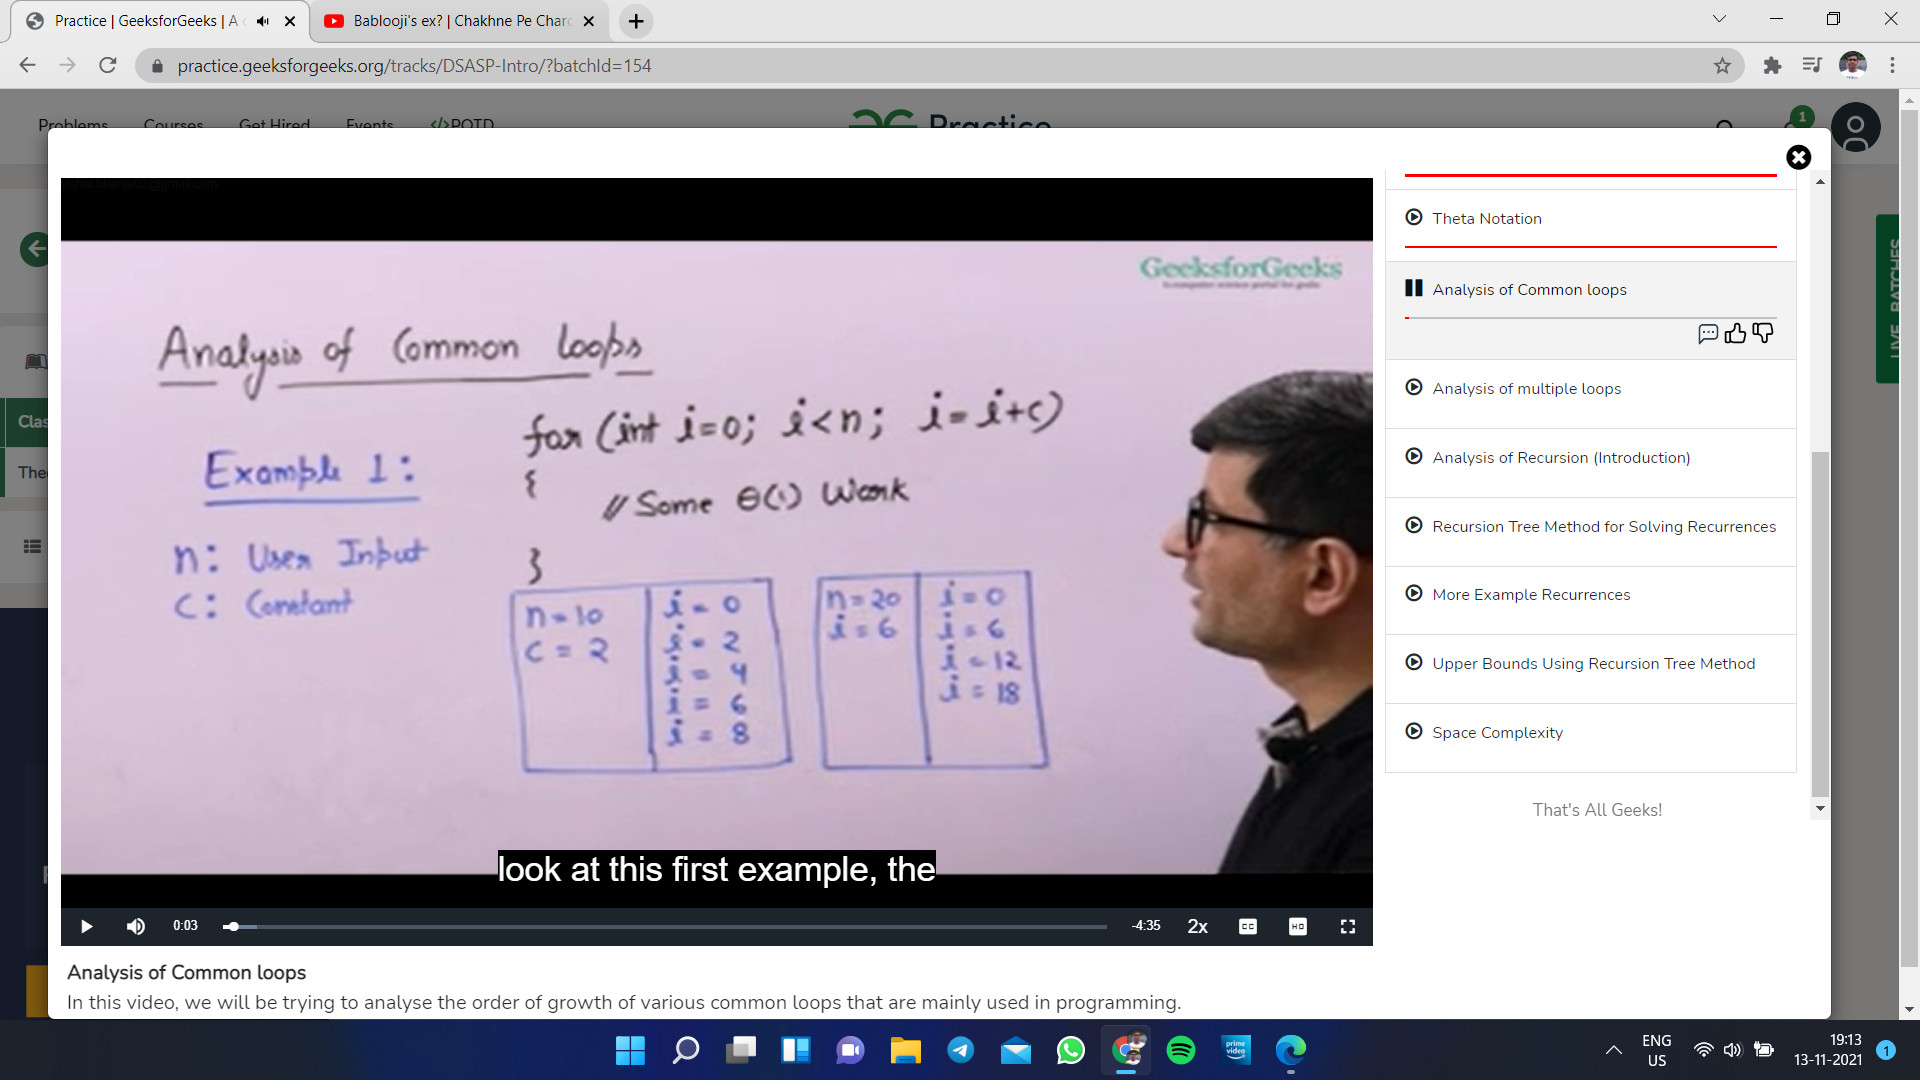 Practice | GeeksforGeeks | A
Bablooji's ex? | Chakhne Pe Charc
practice.geeksforgeeks.org/tracks/DSASP-Intro/?batchId=154
Problems
Courses
Get Hired
Events
</>POTD
Practice
1
LIVE BATCHES
GeeksforGeeks
Analysis of Common loops
for (int i=0; i<n; i=i+c)
{
// Some Θ(1) Work
}
Example 1:
n: User Input
c: Constant
n=10
c = 2
i = 0
i = 2
i = 4
i = 6
i = 8
n=20
i=6
i=0
i=6
i=12
i=18
look at this first example, the
0:03
-4:35
2x
CC
HD
Analysis of Common loops
In this video, we will be trying to analyse the order of growth of various common loops that are mainly used in programming.
Theta Notation
Analysis of Common loops
Analysis of multiple loops
Analysis of Recursion (Introduction)
Recursion Tree Method for Solving Recurrences
More Example Recurrences
Upper Bounds Using Recursion Tree Method
Space Complexity
That's All Geeks!
Clas
The
prime video
ENG
US
19:13
13-11-2021
1